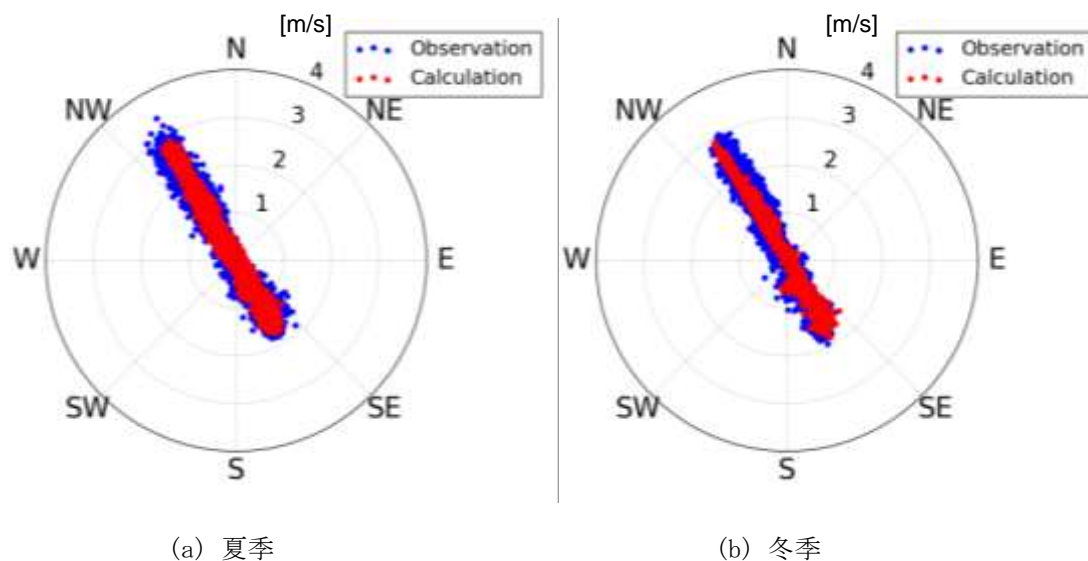 [m/s]
Observation
Calculation
N
NE
E
SE
S
SW
W
NW
1
2
3
4
(a) 夏季
[m/s]
Observation
Calculation
N
NE
E
SE
S
SW
W
NW
1
2
3
4
(b) 冬季